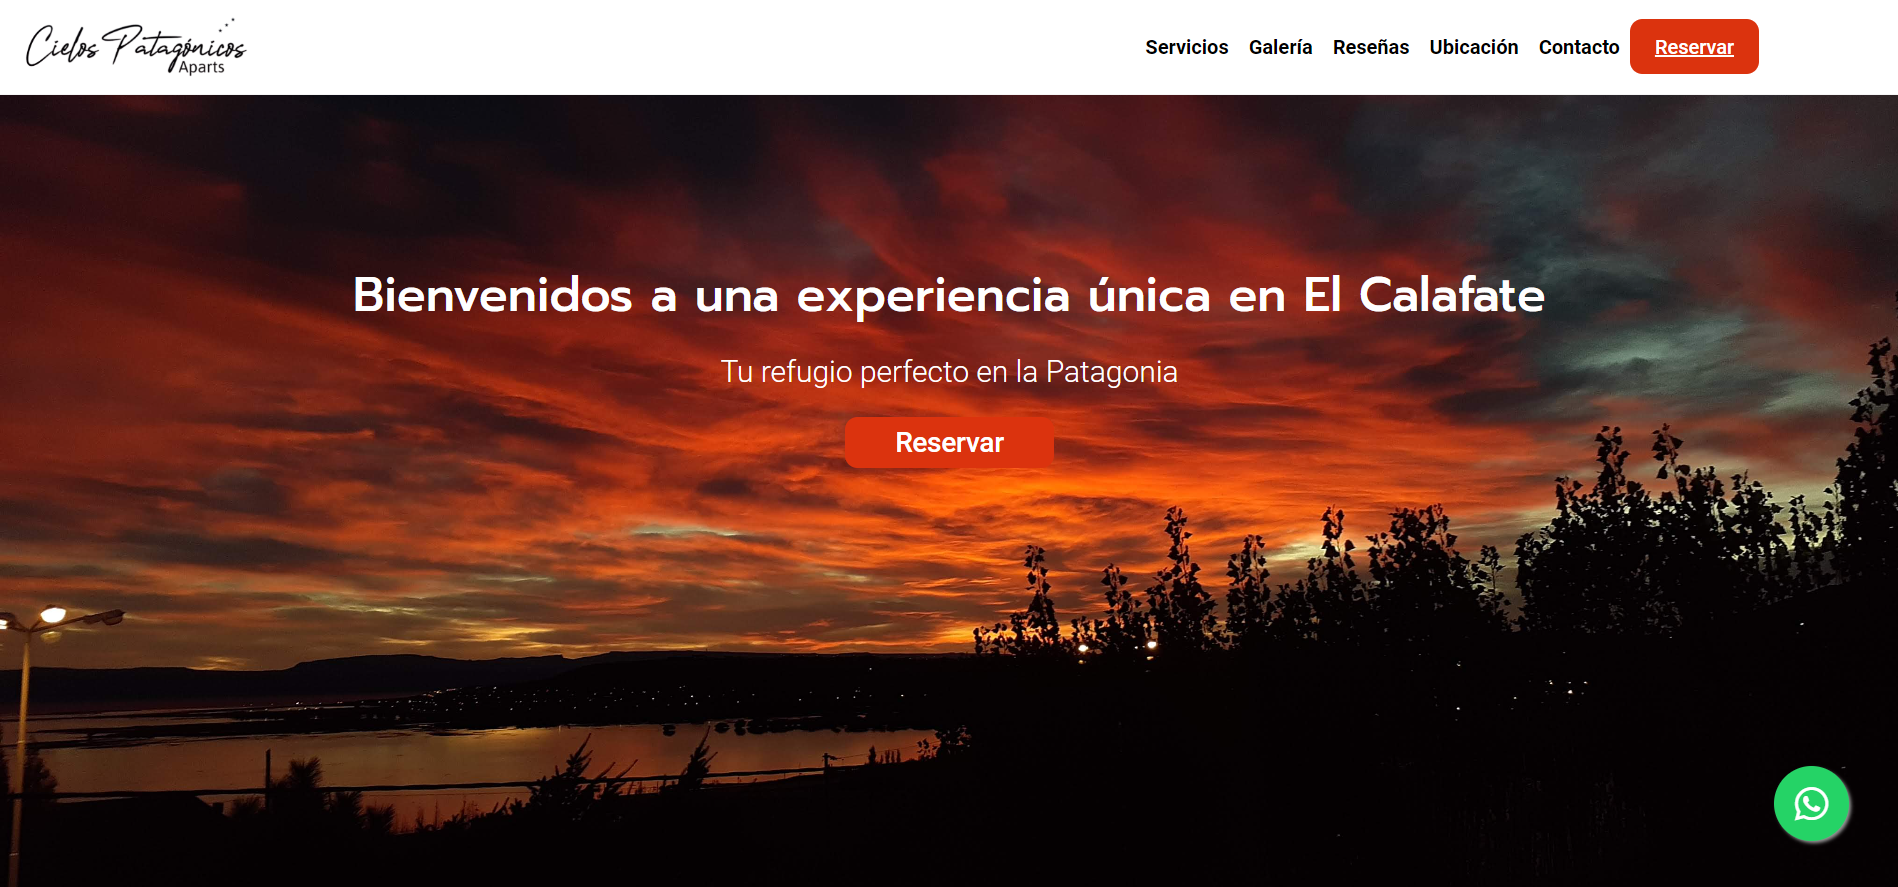 Cielos Patagónicos
Aparts
Servicios Galería Reseñas Ubicación Contacto Reservar
Bienvenidos a una experiencia única en El Calafate
Tu refugio perfecto en la Patagonia
Reservar